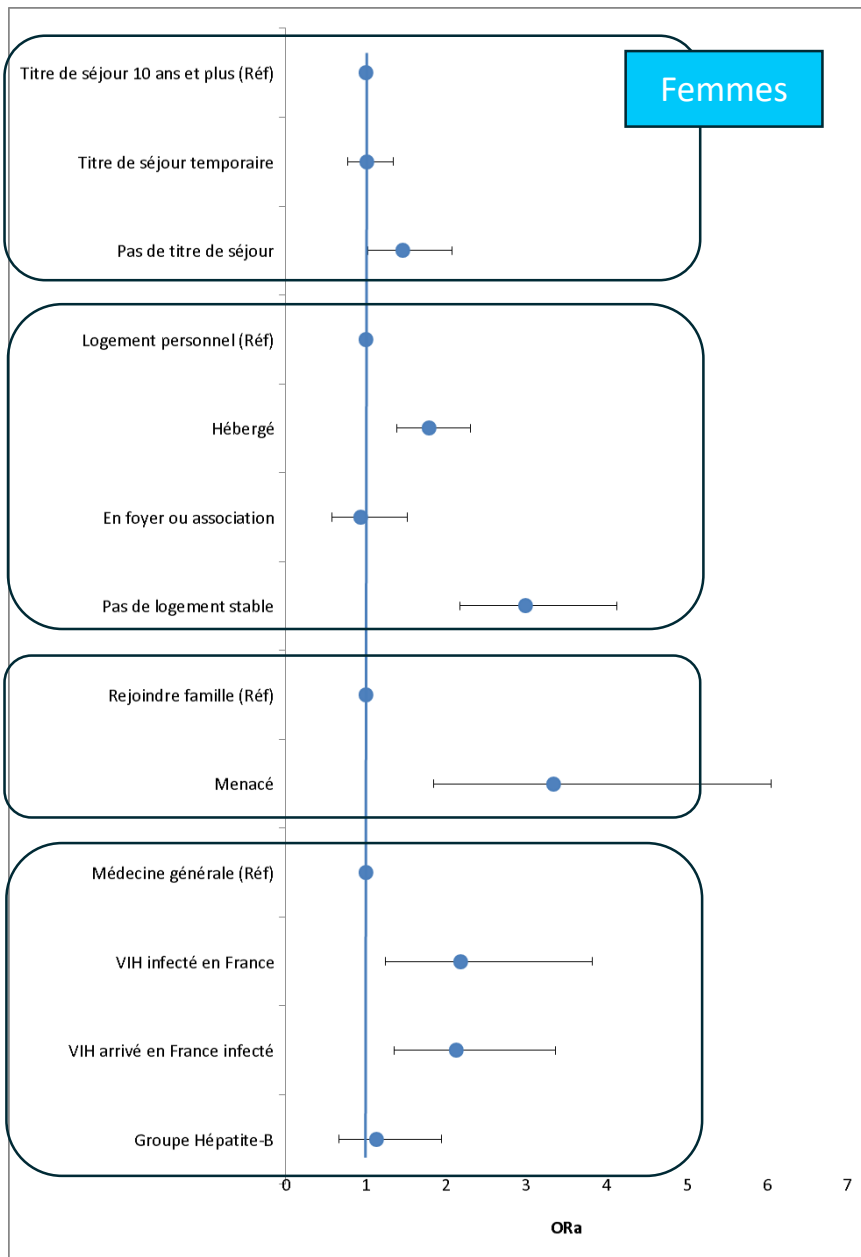 Femmes
Titre de séjour 10 ans et plus (Réf)
Titre de séjour temporaire
Pas de titre de séjour
Logement personnel (Réf)
Hébergé
En foyer ou association
Pas de logement stable
Rejoindre famille (Réf)
Menacé
Médecine générale (Réf)
VIH infecté en France
VIH arrivé en France infecté
Groupe Hépatite-B
0 1 2 3 4 5 6 7
ORa